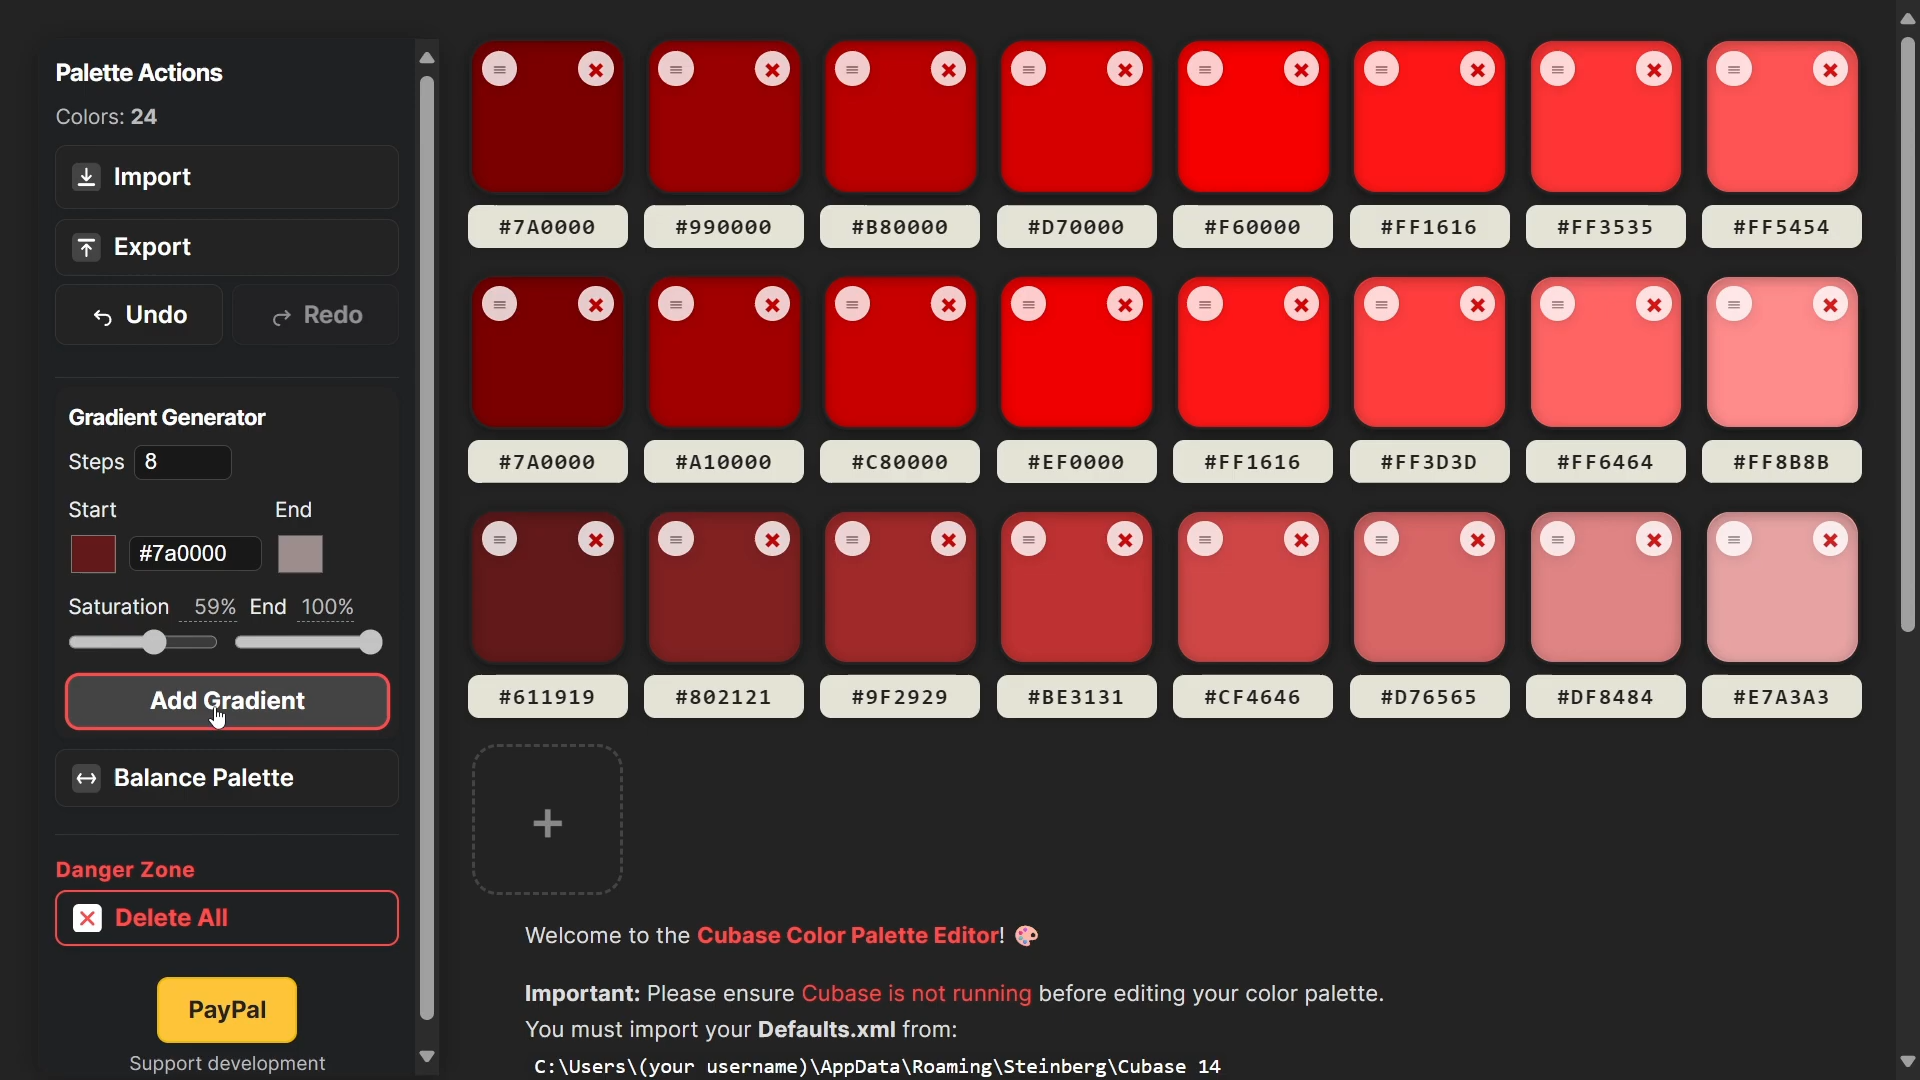 Palette Actions
Colors: 24
Import
Export
Undo
Redo
Gradient Generator
Steps 8
Start End
#7a0000
Saturation 59% End 100%
Add Gradient
Balance Palette
Danger Zone
Delete All
PayPal
Support development
#7A0000 #990000 #B80000 #D70000 #F60000 #FF1616 #FF3535 #FF5454
#7A0000 #A10000 #C80000 #EF0000 #FF1616 #FF3D3D #FF6464 #FF8B8B
#611919 #802121 #9F2929 #BE3131 #CF4646 #D76565 #DF8484 #E7A3A3
Welcome to the Cubase Color Palette Editor! 🎨
Important: Please ensure Cubase is not running before editing your color palette.
You must import your Defaults.xml from:
C:\Users\(your username)\AppData\Roaming\Steinberg\Cubase 14